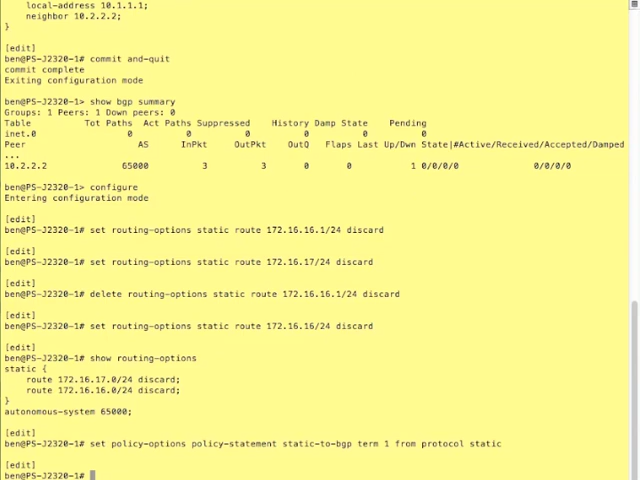 local-address 10.1.1.1;
neighbor 10.2.2.2;
}
[edit]
ben@PS-J2320-1# commit and-quit
commit complete
Exiting configuration mode
ben@PS-J2320-1> show bgp summary
Groups: 1 Peers: 1 Down peers: 0
Table Tot Paths Act Paths Suppressed History Damp State Pending
inet.0 0 0 0 0 0 0
Peer AS InPkt OutPkt OutQ Flaps Last Up/Dwn State|#Active/Received/Accepted/Damped
...
10.2.2.2 65000 3 3 0 0 1 0/0/0/0 0/0/0/0
ben@PS-J2320-1> configure
Entering configuration mode
[edit]
ben@PS-J2320-1# set routing-options static route 172.16.16.1/24 discard
[edit]
ben@PS-J2320-1# set routing-options static route 172.16.17/24 discard
[edit]
ben@PS-J2320-1# delete routing-options static route 172.16.16.1/24 discard
[edit]
ben@PS-J2320-1# set routing-options static route 172.16.16/24 discard
[edit]
ben@PS-J2320-1# show routing-options
static {
route 172.16.17.0/24 discard;
route 172.16.16.0/24 discard;
}
autonomous-system 65000;
[edit]
ben@PS-J2320-1# set policy-options policy-statement static-to-bgp term 1 from protocol static
[edit]
ben@PS-J2320-1#